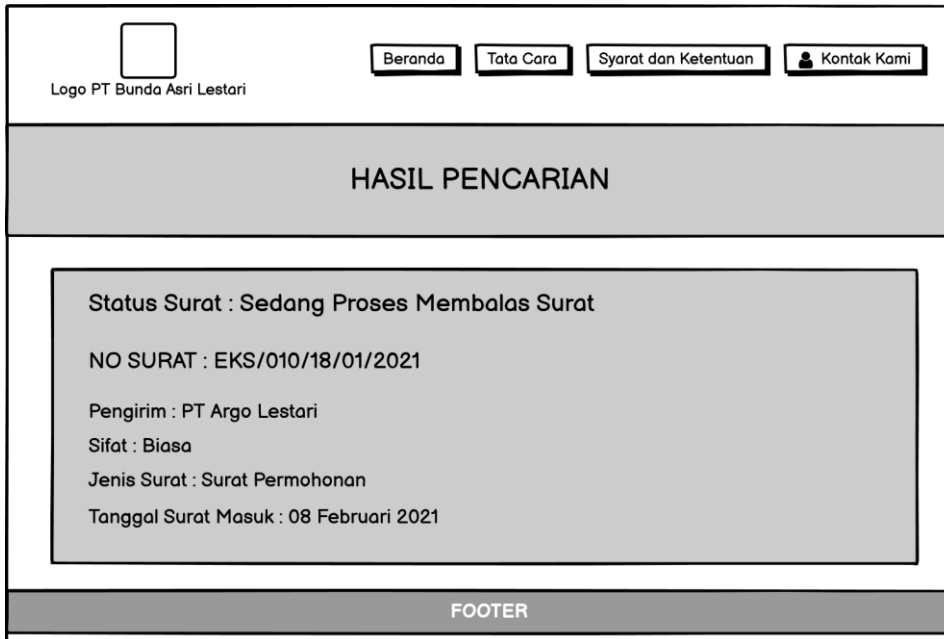 Logo PT Bunda Asri Lestari
Beranda
Tata Cara
Syarat dan Ketentuan
Kontak Kami
HASIL PENCARIAN
Status Surat : Sedang Proses Membalas Surat
NO SURAT : EKS/010/18/01/2021
Pengirim : PT Argo Lestari
Sifat : Biasa
Jenis Surat : Surat Permohonan
Tanggal Surat Masuk : 08 Februari 2021
FOOTER